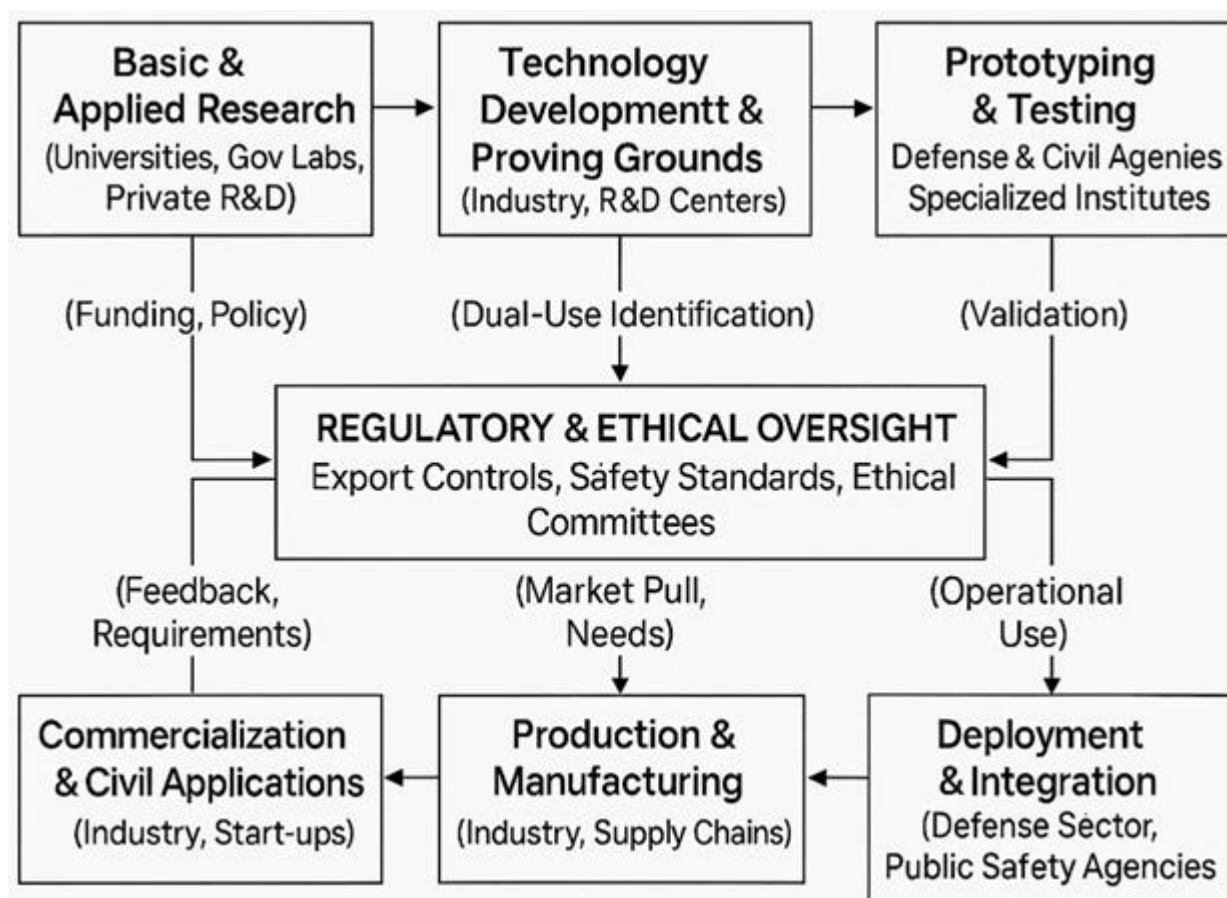 Basic &
Applied Research
(Universities, Gov Labs,
Private R&D)
Technology
Developmentt &
Proving Grounds
(Industry, R&D Centers)
Prototyping
& Testing
Defense & Civil Agenies
Specialized Institutes
(Funding, Policy)
(Dual-Use Identification)
(Validation)
REGULATORY & ETHICAL OVERSIGHT
Export Controls, Safety Standards, Ethical
Committees
(Feedback,
Requirements)
(Market Pull,
Needs)
(Operational
Use)
Commercialization
& Civil Applications
(Industry, Start-ups)
Production &
Manufacturing
(Industry, Supply Chains)
Deployment
& Integration
(Defense Sector,
Public Safety Agencies